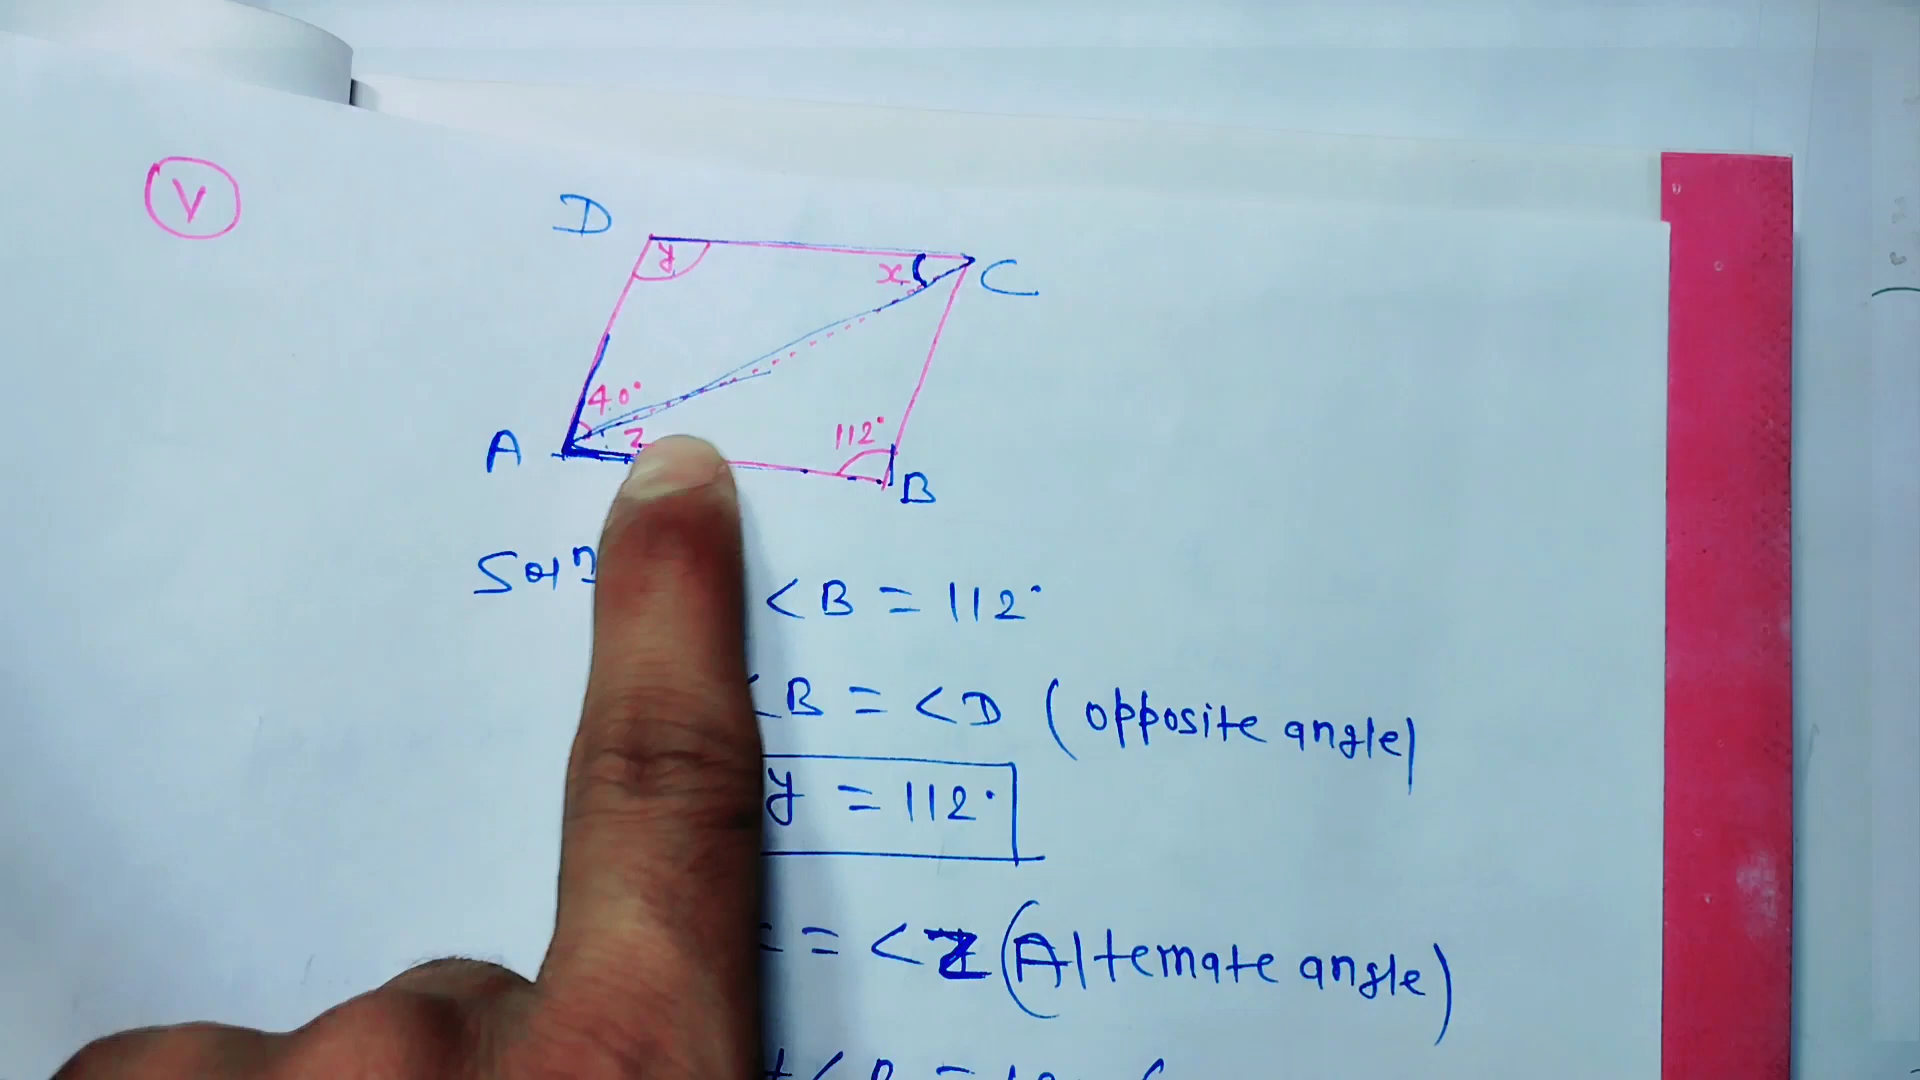 V
D
y
x
C
40°
A
z
112°
B
Solⁿ
<B = 112°
<B = <D (opposite angle)
y = 112°
= <z (Alternate angle)